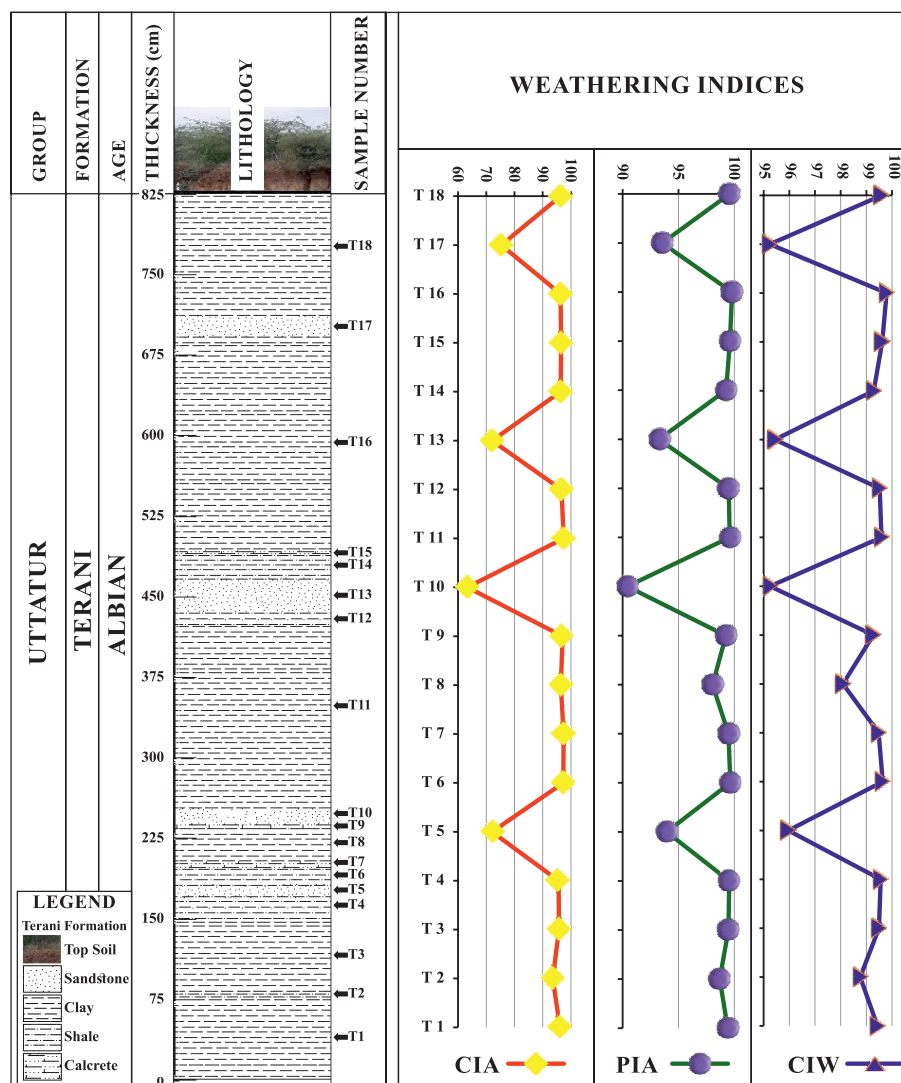 GROUP
FORMATION
AGE
THICKNESS (cm)
LITHOLOGY
SAMPLE NUMBER
WEATHERING INDICES
60 70 80 90 100
90 95 100
95 96 97 98 99 100
UTTATUR
TERANI
ALBIAN
825
750
675
600
525
450
375
300
225
150
75
0
T18
T17
T16
T15
T14
T13
T12
T11
T10
T9
T8
T7
T6
T5
T4
T3
T2
T1
T 18
T 17
T 16
T 15
T 14
T 13
T 12
T 11
T 10
T 9
T 8
T 7
T 6
T 5
T 4
T 3
T 2
T 1
LEGEND
Terani Formation
Top Soil
Sandstone
Clay
Shale
Calcrete
CIA
PIA
CIW